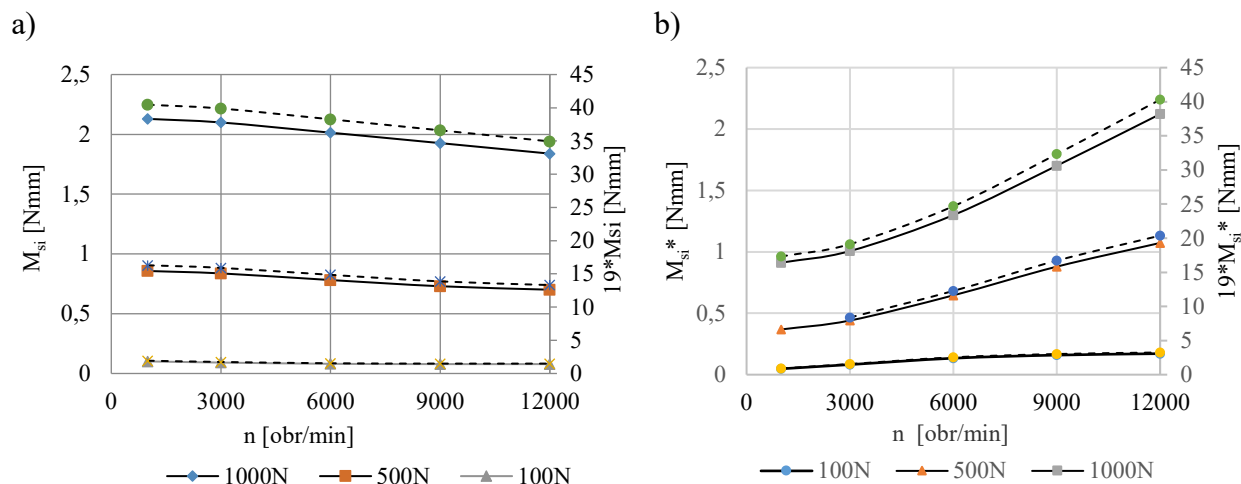 a)
2,5
2
1,5
1
0,5
0
M_si [Nmm]
45
40
35
30
25
20
15
10
5
0
19*Msi [Nmm]
0 3000 6000 9000 12000
n [obr/min]
1000N 500N 100N
b)
2,5
2
1,5
1
0,5
0
M_si* [Nmm]
45
40
35
30
25
20
15
10
5
0
19*M_si* [Nmm]
0 3000 6000 9000 12000
n [obr/min]
100N 500N 1000N